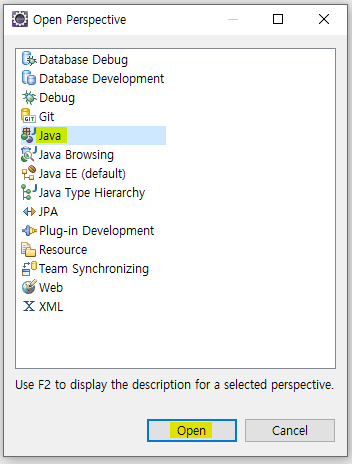 Open Perspective
Database Debug
Database Development
Debug
GIT Git
Java
Java Browsing
Java EE (default)
Java Type Hierarchy
JPA
Plug-in Development
Resource
Team Synchronizing
Web
XML
Use F2 to display the description for a selected perspective.
Open Cancel